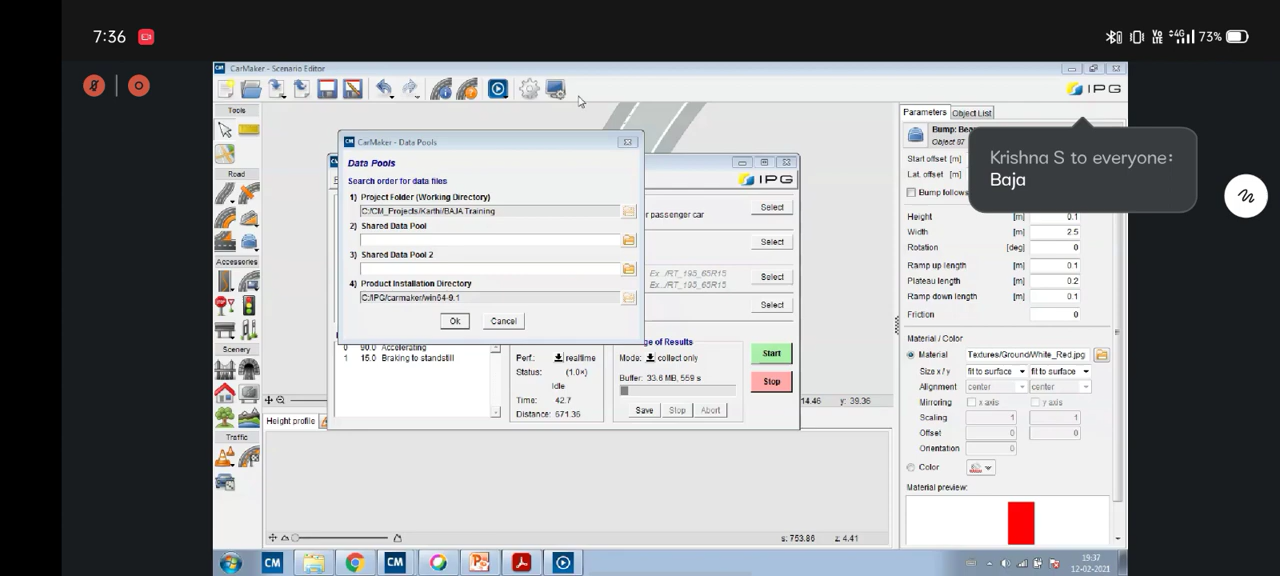 7:36
4G
73%
CarMaker - Scenario Editor
IPG
Tools
Road
Accessories
Scenery
Traffic
CarMaker - Data Pools
Data Pools
Search order for data files
1) Project Folder (Working Directory)
C:/CM_Projects/Karthi/BAJA Training
2) Shared Data Pool
3) Shared Data Pool 2
4) Product Installation Directory
C:/IPG/carmaker/win64-9.1
Ok
Cancel
IPG
r passenger car
Select
Select
Ex../RT_195_65R15
Ex../RT_195_65R15
Select
Select
0 90.0 Accelerating
1 15.0 Braking to standstill
Perf.: realtime
Status: (1.0×)
Idle
Time: 42.7
Distance: 671.36
ge of Results
Mode: collect only
Buffer: 33.6 MB, 559 s
Save
Stop
Abort
Start
Stop
14.46 y: 39.36
Height profile
s: 753.86 z: 4.41
Parameters
Object List
Bump: Bea
Object 87
Start offset [m]
Lat. offset [m]
Bump follows
Krishna S to everyone:
Baja
Height [m] 0.1
Width [m] 2.5
Rotation [deg] 0
Ramp up length [m] 0.1
Plateau length [m] 0.2
Ramp down length [m] 0.1
Friction 0
Material / Color
Material Textures/Ground/White_Red.jpg
Size x / y fit to surface fit to surface
Alignment center center
Mirroring x axis y axis
Scaling 1 1
Offset 0 0
Orientation 0
Color
Material preview:
CM
CM
19:37
12-02-2021